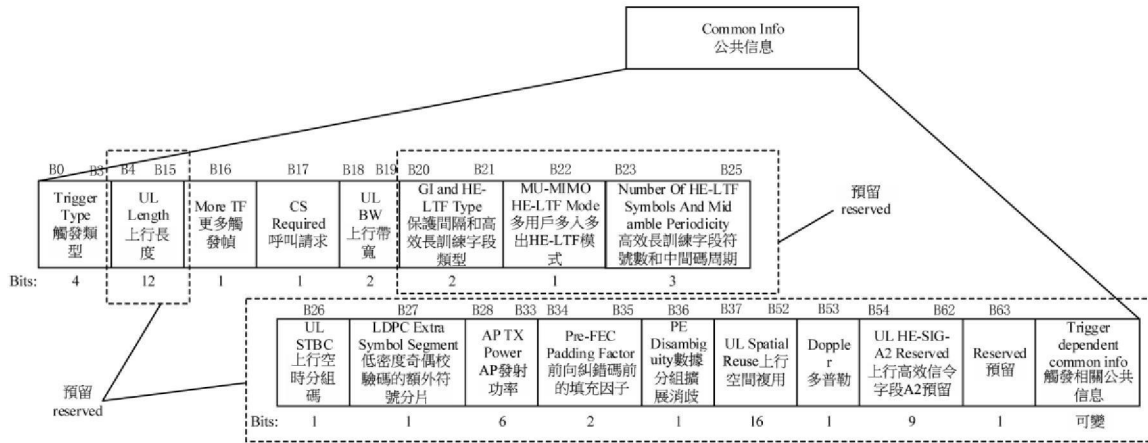 Common Info
公共信息
B0
B3
B4
B15
B16
B17
B18
B19
B20
B21
B22
B23
B25
Trigger
Type
觸發類
型
UL
Length
上行長
度
More TF
更多觸
發幀
CS
Required
呼叫請求
UL
BW
上行帶
寬
GI and HE-
LTF Type
保護間隔和高
效長訓練字段
類型
MU-MIMO
HE-LTF Mode
多用戶多入多
出HE-LTF模
式
Number Of HE-LTF
Symbols And Mid
amble Periodicity
高效長訓練字段符
號數和中間碼周期
預留
reserved
Bits:
4
12
1
1
2
2
1
3
B26
B27
B28
B33
B34
B35
B36
B37
B52
B53
B54
B62
B63
UL
STBC
上行空
時分組
碼
LDPC Extra
Symbol Segment
低密度奇偶校
驗碼的額外符
號分片
AP TX
Power
AP發射
功率
Pre-FEC
Padding Factor
前向糾錯碼前
的填充因子
PE
Disambig
uity數據
分組擴
展消歧
UL Spatial
Reuse上行
空間複用
Dopple
r
多普勒
UL HE-SIG-
A2 Reserved
上行高效信令
字段A2預留
Reserved
預留
Trigger
dependent
common info
觸發相關公共
信息
預留
reserved
Bits:
1
1
6
2
1
16
1
9
1
可變